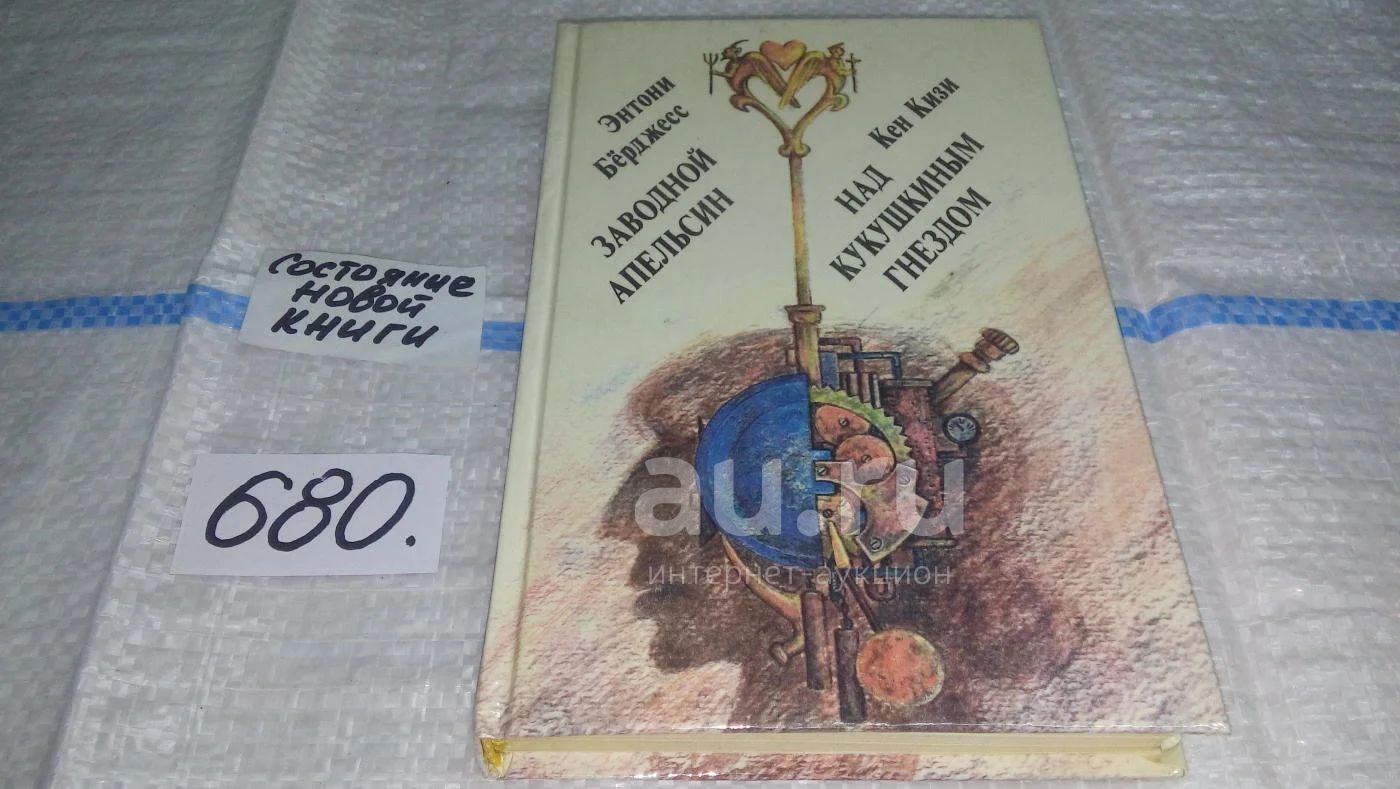 Энтони
Бёрджесс
ЗАВОДНОЙ
АПЕЛЬСИН
Кен Кизи
НАД
КУКУШКИНЫМ
ГНЕЗДОМ
состояние
новой
книги
680.
au.ru
интернет-аукцион